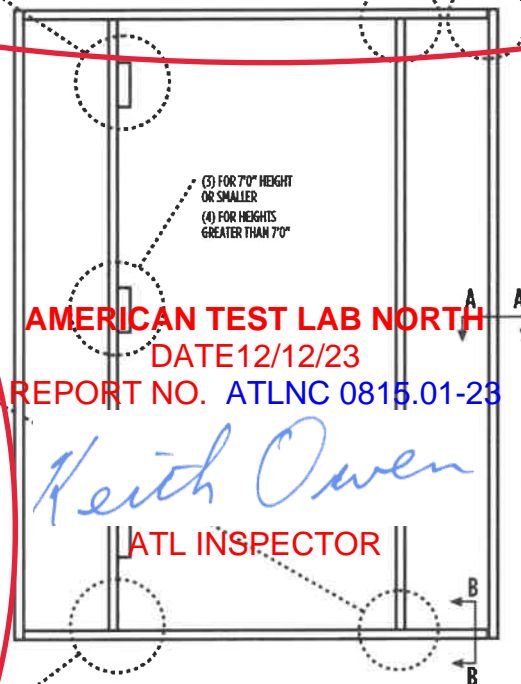 (3) FOR 7'0" HEIGHT
OR SMALLER
(4) FOR HEIGHTS
GREATER THAN 7'0"
A A
AMERICAN TEST LAB NORTH
DATE12/12/23
REPORT NO. ATLNC 0815.01-23
Keith Owen
ATL INSPECTOR
B
B